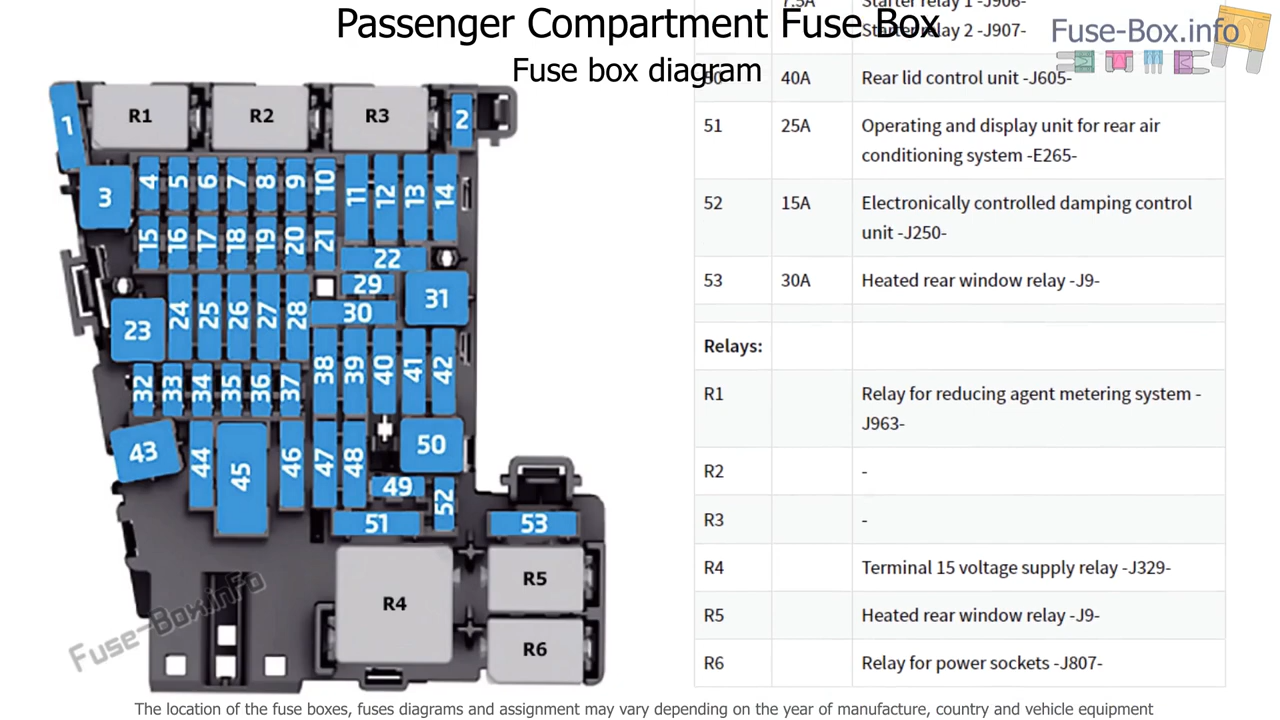 Passenger Compartment Fuse Box
Fuse box diagram
Fuse-Box.info
R1 R2 R3
1 2
3 4 5 6 7 8 9 10 11 12 13 14
15 16 17 18 19 20 21
22
23 24 25 26 27 28 29
30 31
32 33 34 35 36 37 38 39 40 41 42
43 44 45 46 47 48 50
49
51 52 53
R4 R5
R6
Fuse-Box.info
7.5A Starter relay 1 -J906-
Starter relay 2 -J907-
50 40A Rear lid control unit -J605-
51 25A Operating and display unit for rear air
conditioning system -E265-
52 15A Electronically controlled damping control
unit -J250-
53 30A Heated rear window relay -J9-
Relays:
R1 Relay for reducing agent metering system -
J963-
R2 -
R3 -
R4 Terminal 15 voltage supply relay -J329-
R5 Heated rear window relay -J9-
R6 Relay for power sockets -J807-
The location of the fuse boxes, fuses diagrams and assignment may vary depending on the year of manufacture, country and vehicle equipment